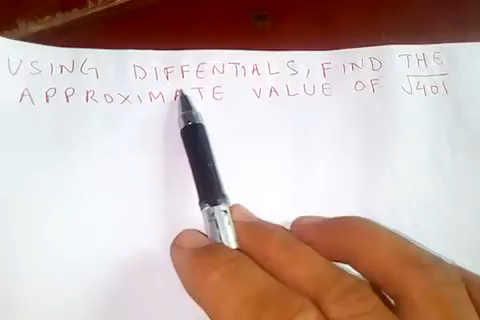 USING DIFFENTIALS, FIND THE
APPROXIMATE VALUE OF √401